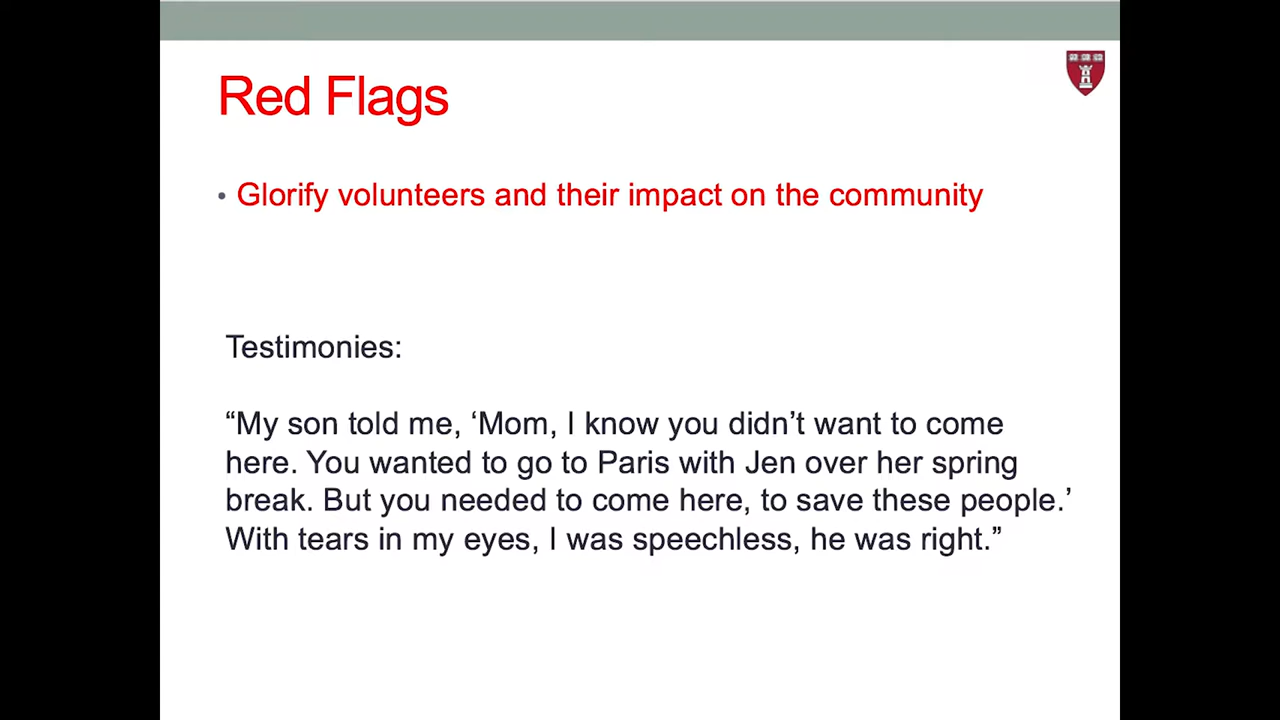 Red Flags
• Glorify volunteers and their impact on the community
Testimonies:
“My son told me, ‘Mom, I know you didn’t want to come
here. You wanted to go to Paris with Jen over her spring
break. But you needed to come here, to save these people.’
With tears in my eyes, I was speechless, he was right.”